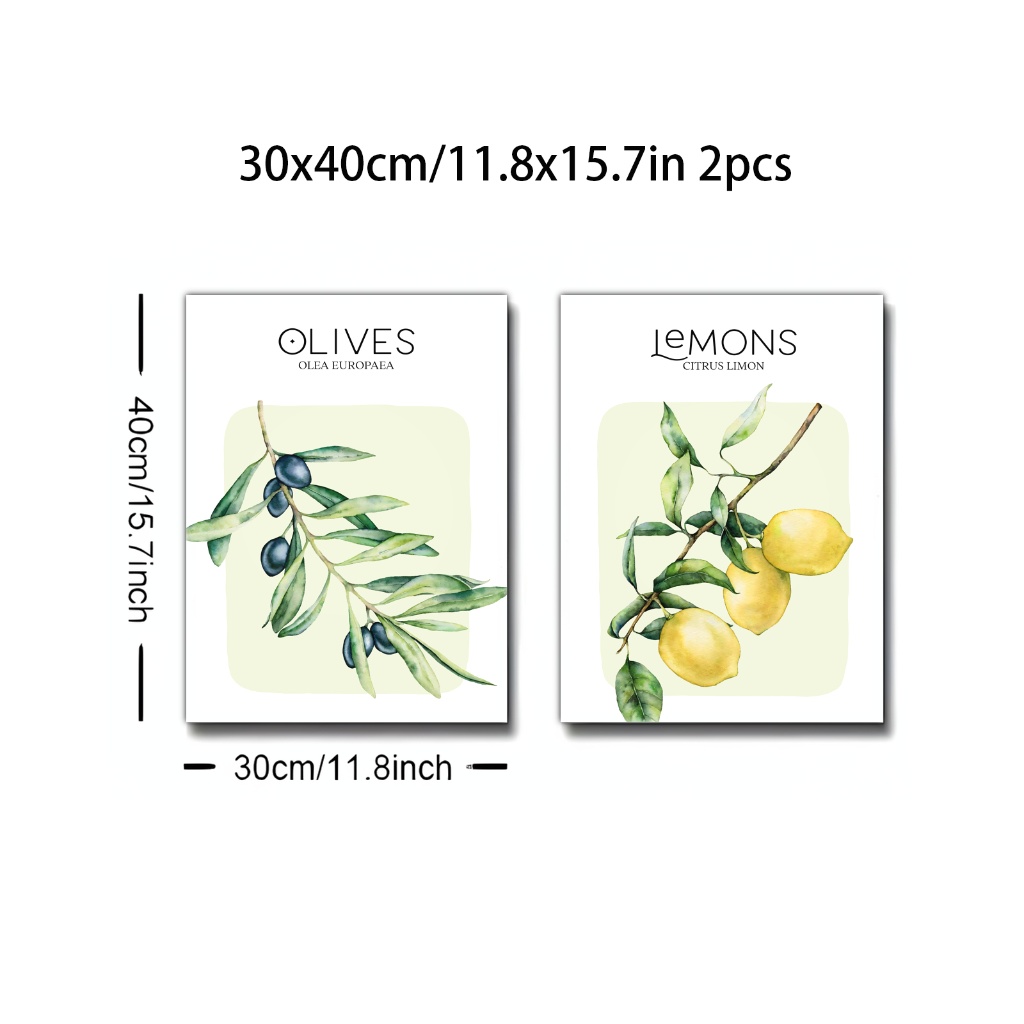 30x40cm/11.8x15.7in 2pcs
OLIVES
OLEA EUROPAEA
LeMONS
CITRUS LIMON
40cm/15.7inch
30cm/11.8inch